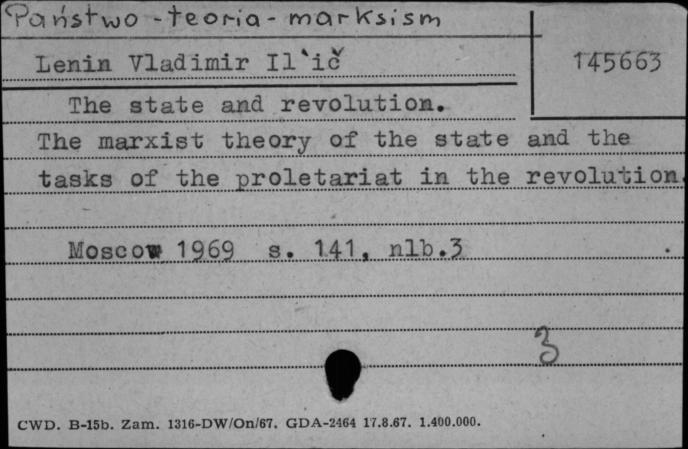 Państwo - teoria - marksism
Lenin Vladimir Il`ič
145663
The state and revolution.
The marxist theory of the state and the
tasks of the proletariat in the revolution.
Moscow 1969 s. 141, nlb.3
3
CWD. B-15b. Zam. 1316-DW/On/67. GDA-2464 17.8.67. 1.400.000.